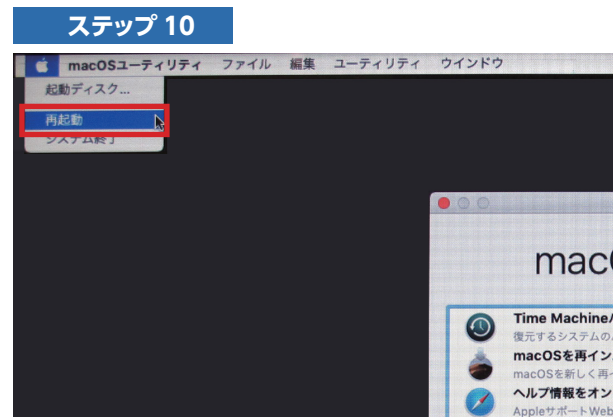 ステップ 10
macOSユーティリティ ファイル 編集 ユーティリティ ウインドウ
起動ディスク...
再起動
システム終了
mac
Time Machine
復元するシステムの
macOSを再イン
macOSを新しく再
ヘルプ情報をオン
AppleサポートWeb